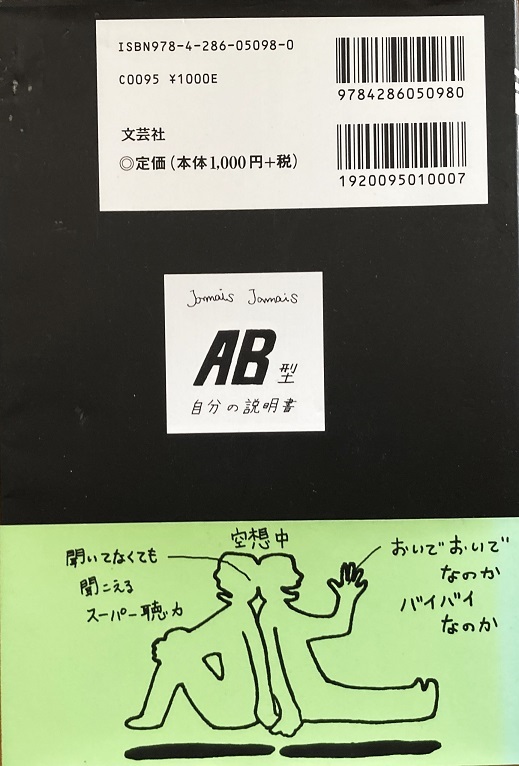 ISBN978-4-286-05098-0
C0095 ¥1000E
9784286050980
文芸社
◎定価(本体1,000円+税)
1920095010007
Jamais Jamais
AB型
自分の説明書
空想中
聞いてなくても
聞こえる
スーパー聴力
おいでおいで
なのか
バイバイ
なのか